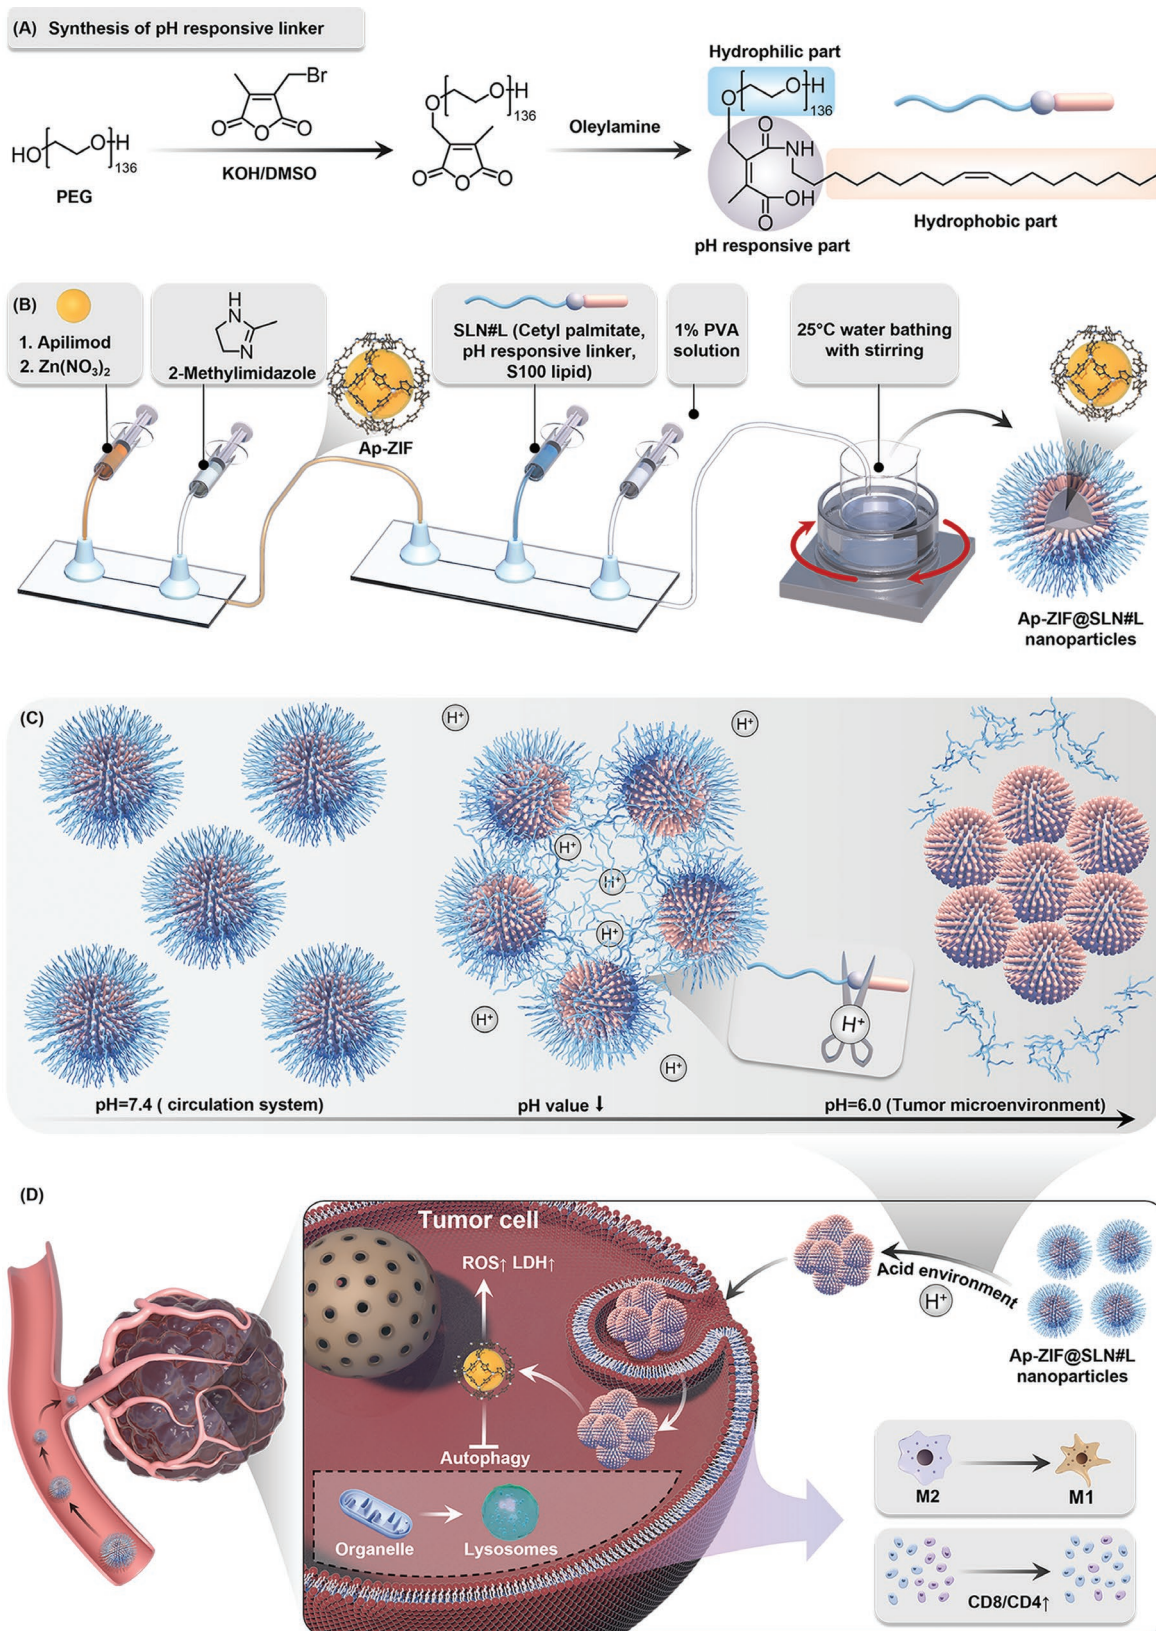 (A) Synthesis of pH responsive linker
Br
O
O
O
HO
O
H
136
PEG
KOH/DMSO
O
O
H
136
O
O
O
Oleylamine
Hydrophilic part
O
O
H
136
O
H
N
OH
O
pH responsive part
Hydrophobic part
(B)
1. Apilimod
2. Zn(NO₃)₂
H
N
N
2-Methylimidazole
Ap-ZIF
SLN#L (Cetyl palmitate,
pH responsive linker,
S100 lipid)
1% PVA
solution
25°C water bathing
with stirring
Ap-ZIF@SLN#L
nanoparticles
(C)
H⁺
H⁺
H⁺
H⁺
H⁺
H⁺
H⁺
H⁺
pH=7.4 ( circulation system)
pH value ↓
pH=6.0 (Tumor microenvironment)
(D)
Tumor cell
ROS↑ LDH↑
Autophagy
Organelle
Lysosomes
Acid environment
H⁺
Ap-ZIF@SLN#L
nanoparticles
M2
M1
CD8/CD4↑